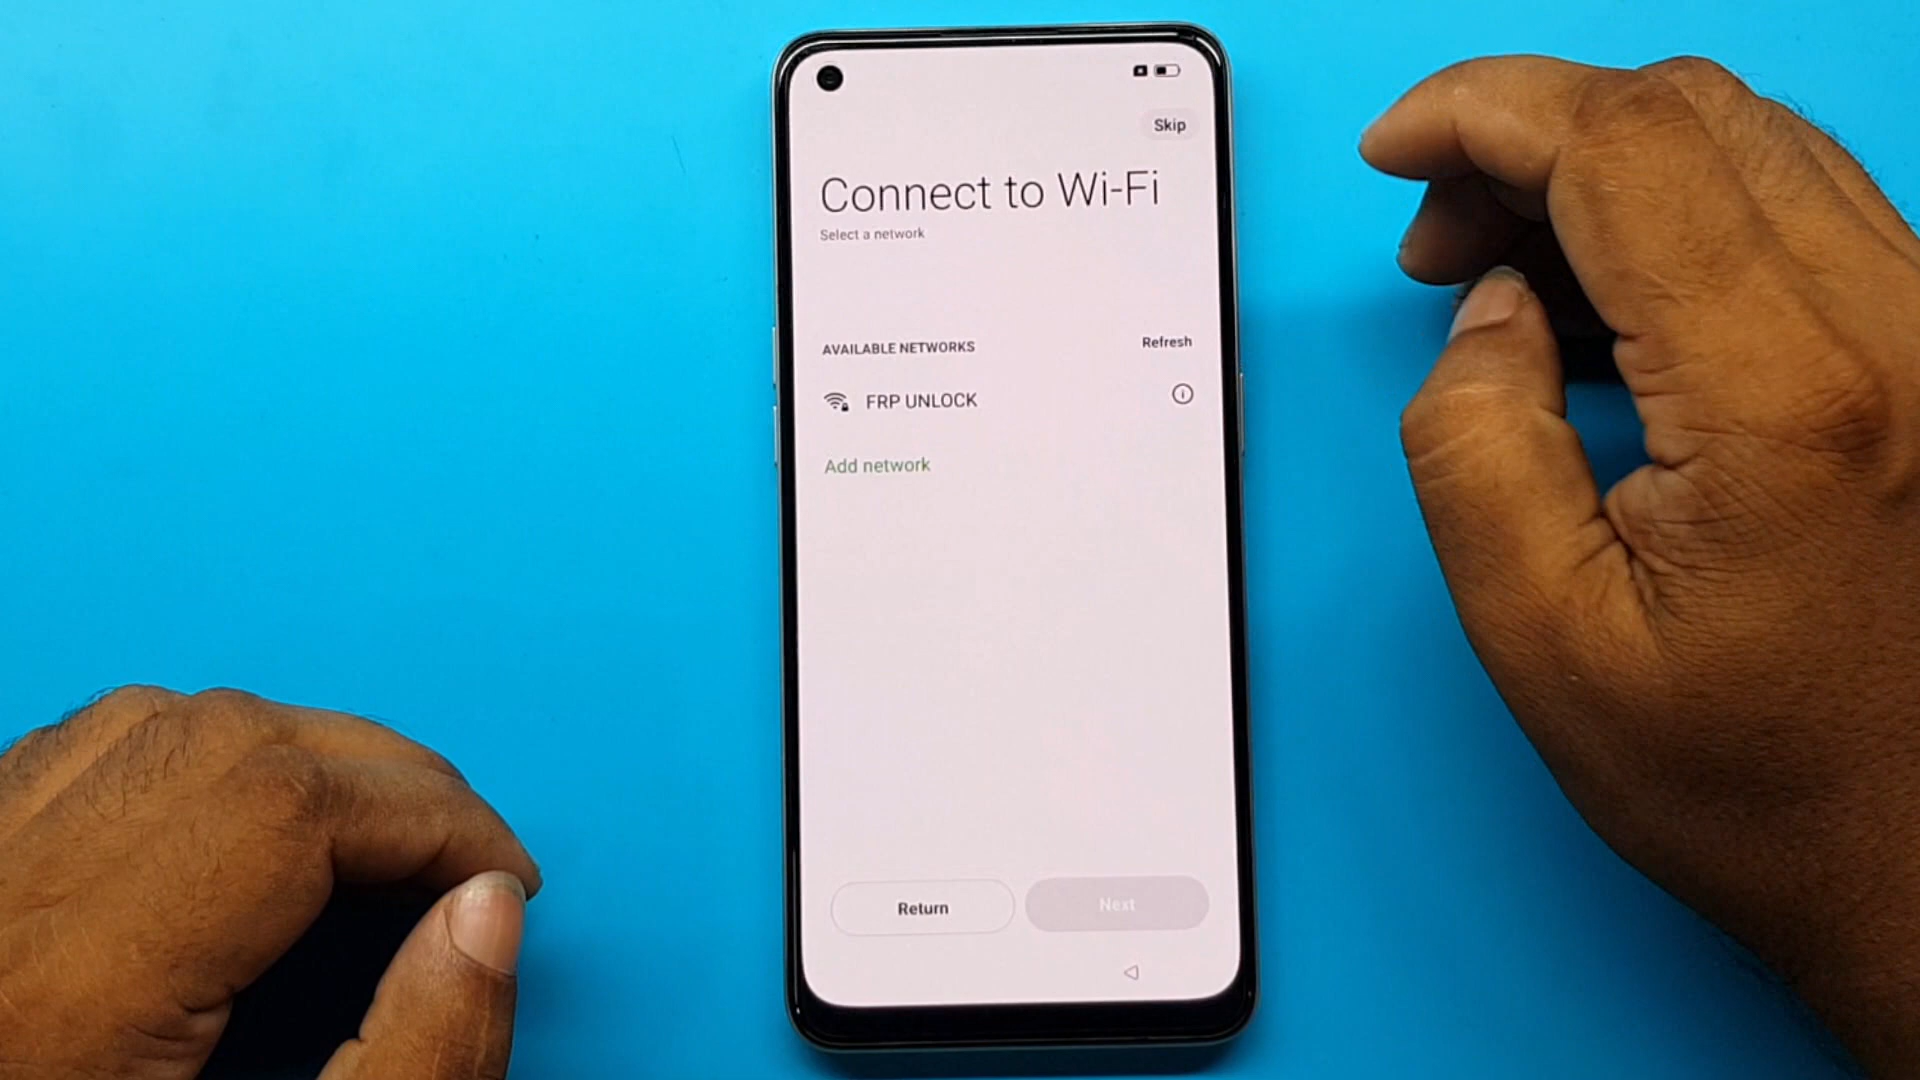 Skip
Connect to Wi-Fi
Select a network
AVAILABLE NETWORKS
Refresh
FRP UNLOCK
Add network
Return
Next